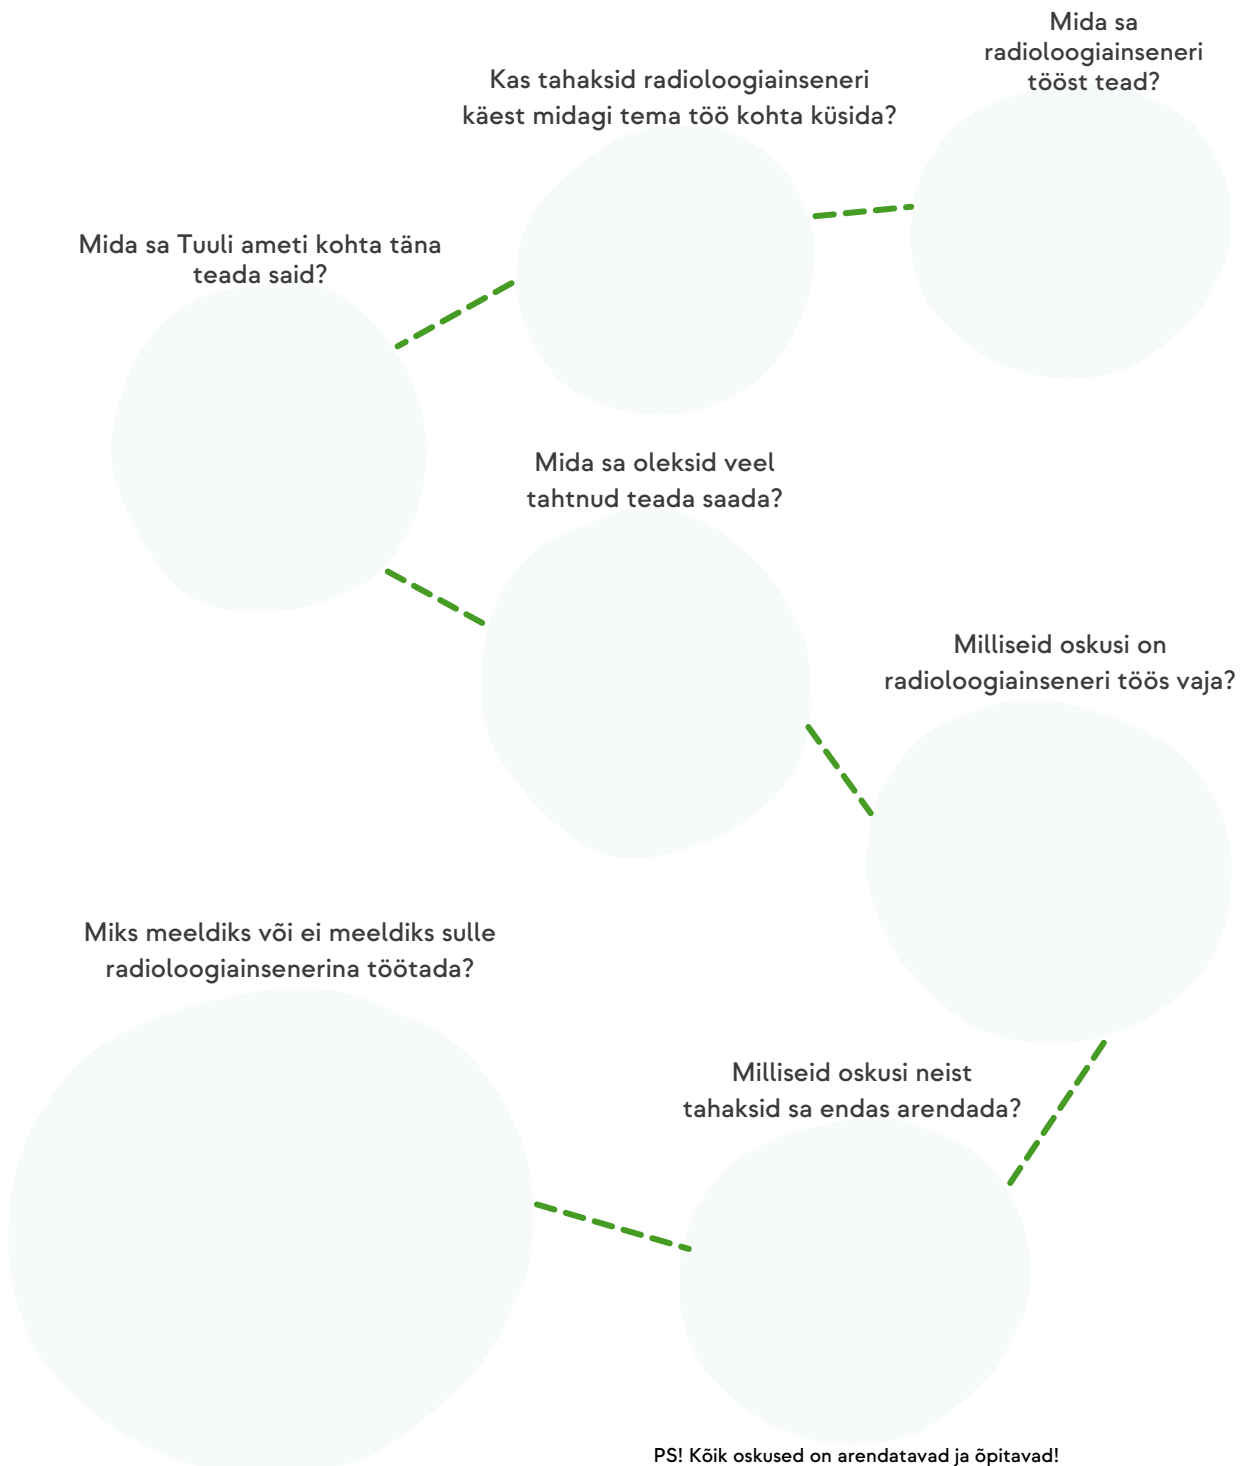 Mida sa
radioloogiainseneri
tööst tead?
Kas tahaksid radioloogiainseneri
käest midagi tema töö kohta küsida?
Mida sa Tuuli ameti kohta täna
teada said?
Mida sa oleksid veel
tahtnud teada saada?
Milliseid oskusi on
radioloogiainseneri töös vaja?
Milliseid oskusi neist
tahaksid sa endas arendada?
Miks meeldiks või ei meeldiks sulle
radioloogiainsenerina töötada?
PS! Kõik oskused on arendatavad ja õpitavad!